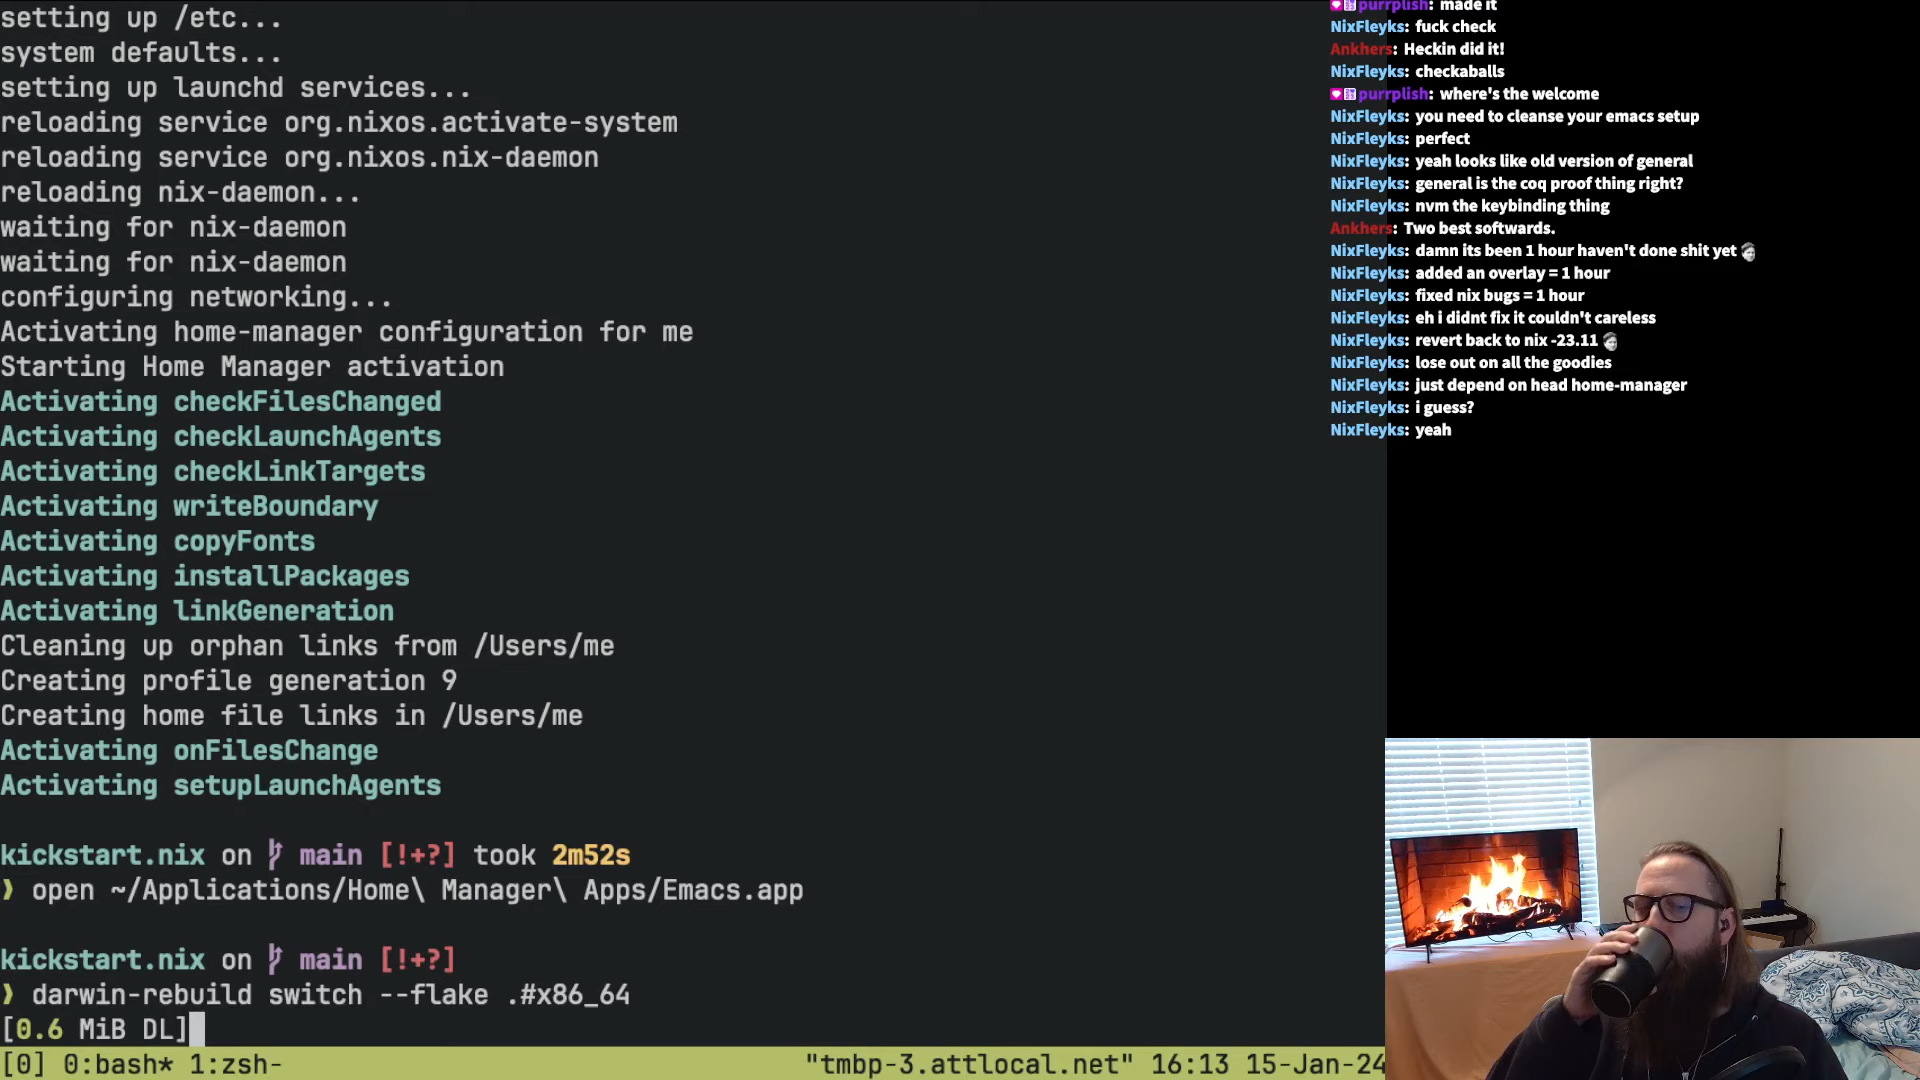 setting up /etc...
system defaults...
setting up launchd services...
reloading service org.nixos.activate-system
reloading service org.nixos.nix-daemon
reloading nix-daemon...
waiting for nix-daemon
waiting for nix-daemon
configuring networking...
Activating home-manager configuration for me
Starting Home Manager activation
Activating checkFilesChanged
Activating checkLaunchAgents
Activating checkLinkTargets
Activating writeBoundary
Activating copyFonts
Activating installPackages
Activating linkGeneration
Cleaning up orphan links from /Users/me
Creating profile generation 9
Creating home file links in /Users/me
Activating onFilesChange
Activating setupLaunchAgents
kickstart.nix on main [!+?] took 2m52s
❯ open ~/Applications/Home\ Manager\ Apps/Emacs.app
kickstart.nix on main [!+?]
❯ darwin-rebuild switch --flake .#x86_64
[0.6 MiB DL]
[0] 0:bash* 1:zsh- "tmbp-3.attlocal.net" 16:13 15-Jan-24
purrplish: made it
NixFleyks: fuck check
Ankhers: Heckin did it!
NixFleyks: checkaballs
purrplish: where's the welcome
NixFleyks: you need to cleanse your emacs setup
NixFleyks: perfect
NixFleyks: yeah looks like old version of general
NixFleyks: general is the coq proof thing right?
NixFleyks: nvm the keybinding thing
Ankhers: Two best softwards.
NixFleyks: damn its been 1 hour haven't done shit yet
NixFleyks: added an overlay = 1 hour
NixFleyks: fixed nix bugs = 1 hour
NixFleyks: eh i didnt fix it couldn't careless
NixFleyks: revert back to nix -23.11
NixFleyks: lose out on all the goodies
NixFleyks: just depend on head home-manager
NixFleyks: i guess?
NixFleyks: yeah